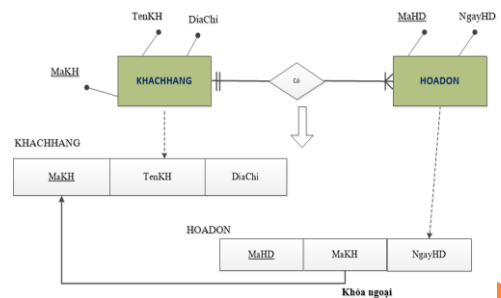 TenKH
DiaChi
MaKH
KHACHHANG
Có
MaHD
NgayHD
HOADON
KHACHHANG
MaKH TenKH DiaChi
HOADON
MaHD MaKH NgayHD
Khóa ngoại